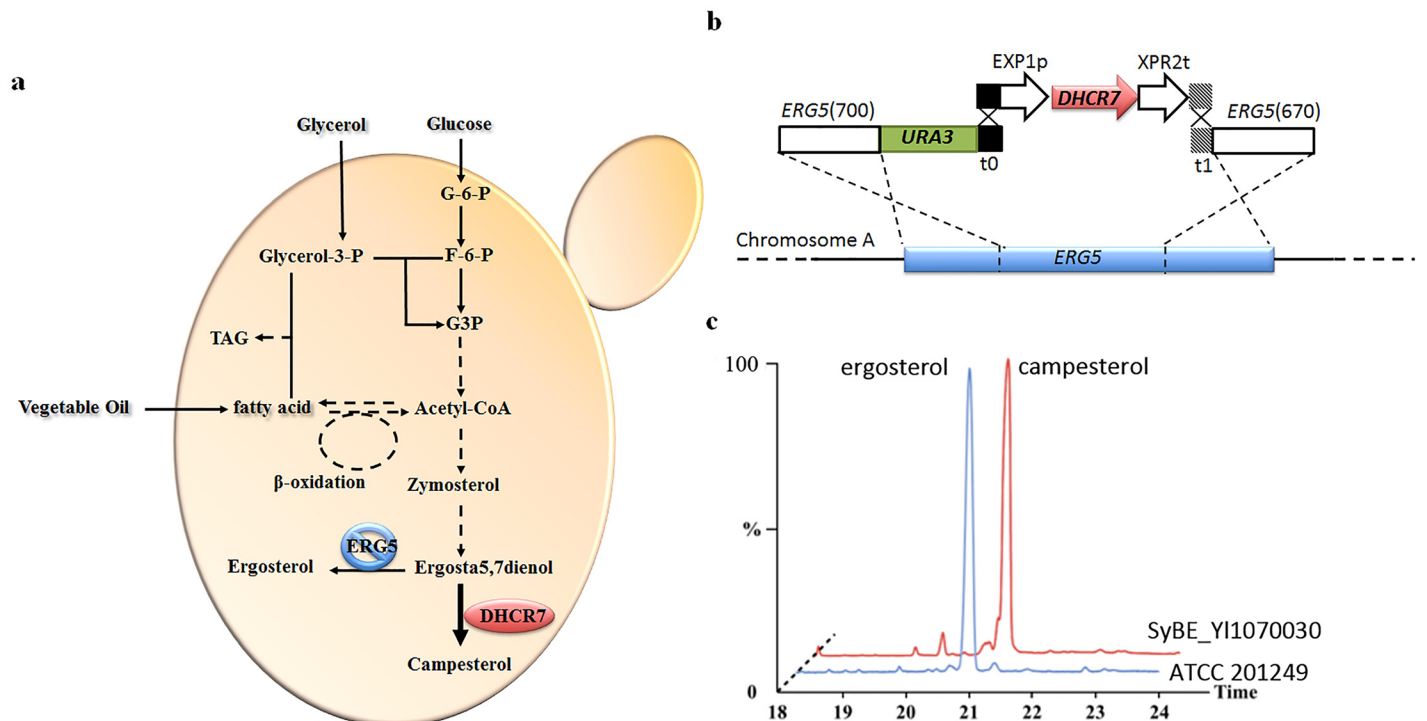 a
Glycerol
Glucose
G-6-P
Glycerol-3-P
F-6-P
G3P
TAG
Vegetable Oil
fatty acid
Acetyl-CoA
β-oxidation
Zymosterol
ERG5
Ergosterol
Ergosta5,7dienol
DHCR7
Campesterol
b
EXP1p
XPR2t
DHCR7
ERG5(700)
ERG5(670)
URA3
t0
t1
Chromosome A
ERG5
c
100
ergosterol
campesterol
%
SyBE_Yl1070030
ATCC 201249
0
Time
18 19 20 21 22 23 24